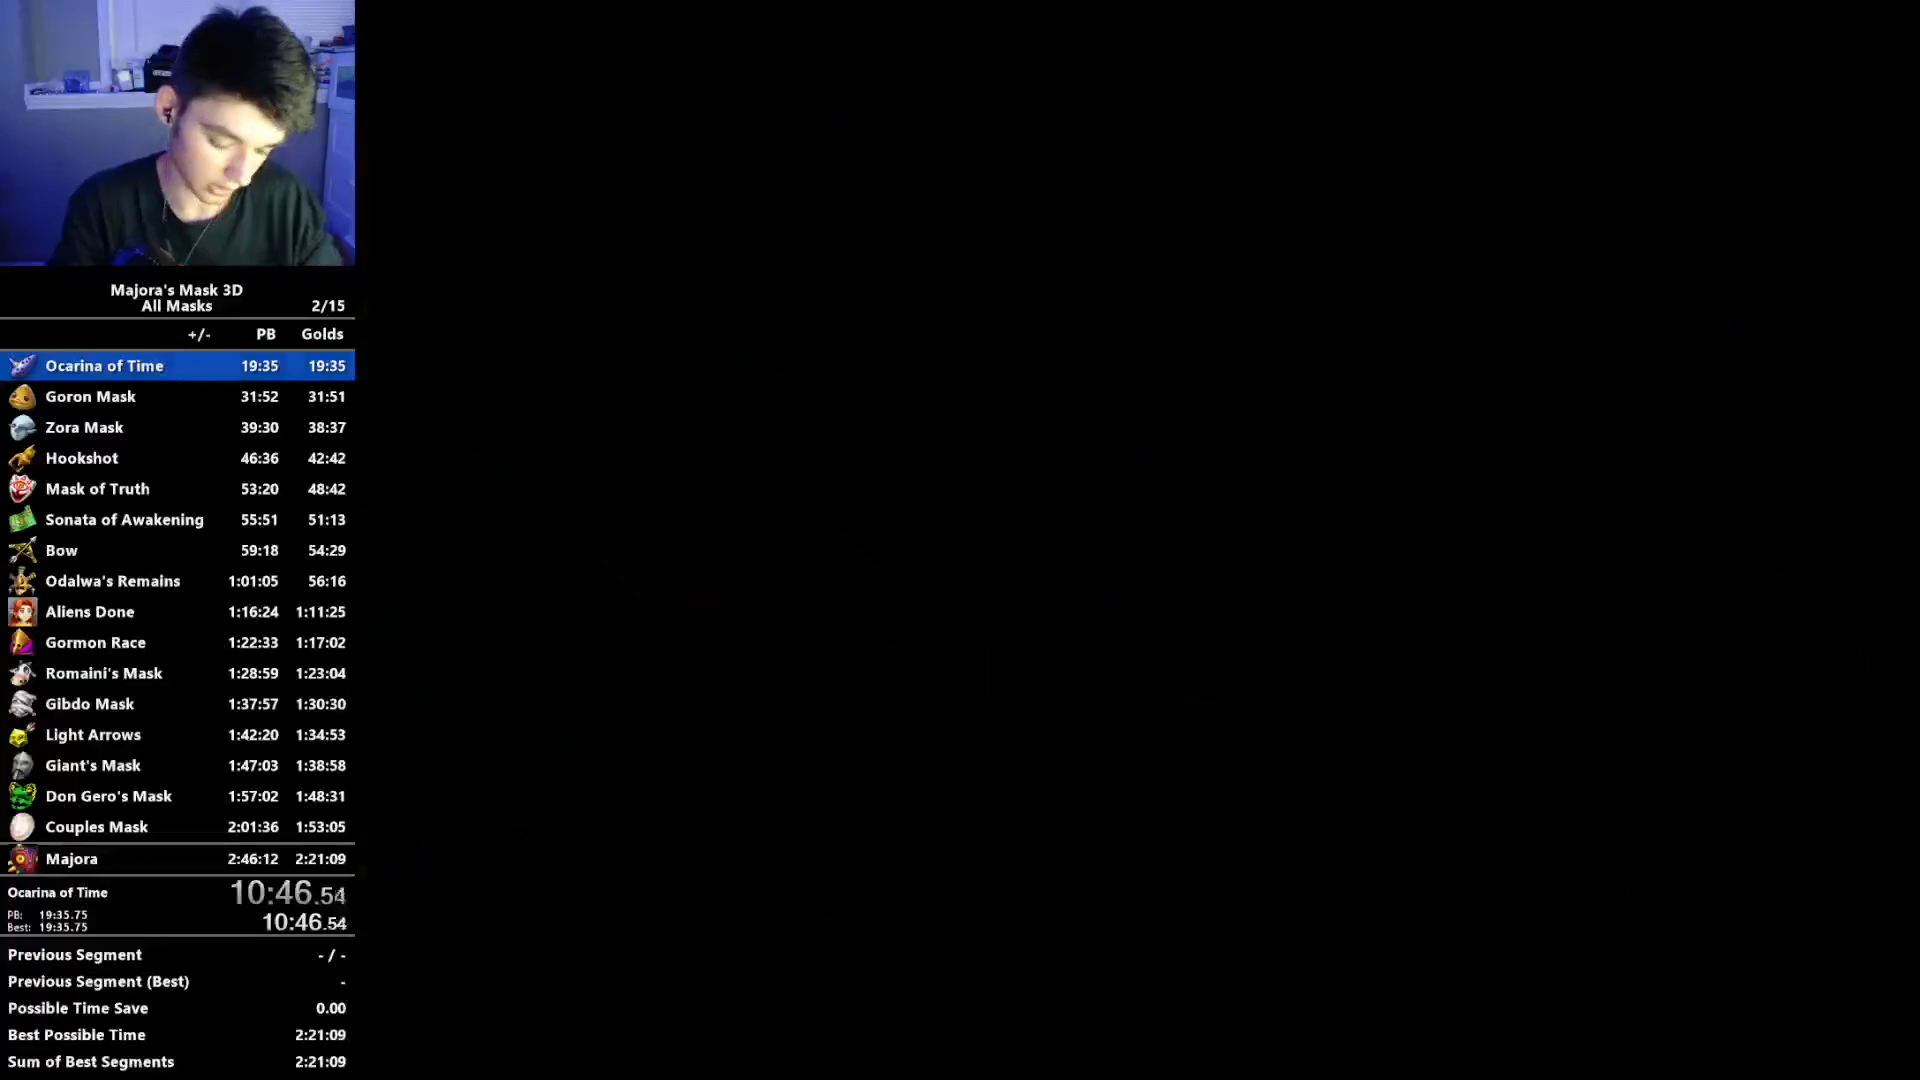 Majora's Mask 3D
All Masks 2/15
+/- PB Golds
Ocarina of Time 19:35 19:35
Goron Mask 31:52 31:51
Zora Mask 39:30 38:37
Hookshot 46:36 42:42
Mask of Truth 53:20 48:42
Sonata of Awakening 55:51 51:13
Bow 59:18 54:29
Odalwa's Remains 1:01:05 56:16
Aliens Done 1:16:24 1:11:25
Gormon Race 1:22:33 1:17:02
Romaini's Mask 1:28:59 1:23:04
Gibdo Mask 1:37:57 1:30:30
Light Arrows 1:42:20 1:34:53
Giant's Mask 1:47:03 1:38:58
Don Gero's Mask 1:57:02 1:48:31
Couples Mask 2:01:36 1:53:05
Majora 2:46:12 2:21:09
Ocarina of Time 10:46.54
PB: 19:35.75
Best: 19:35.75 10:46.54
Previous Segment - / -
Previous Segment (Best) -
Possible Time Save 0.00
Best Possible Time 2:21:09
Sum of Best Segments 2:21:09